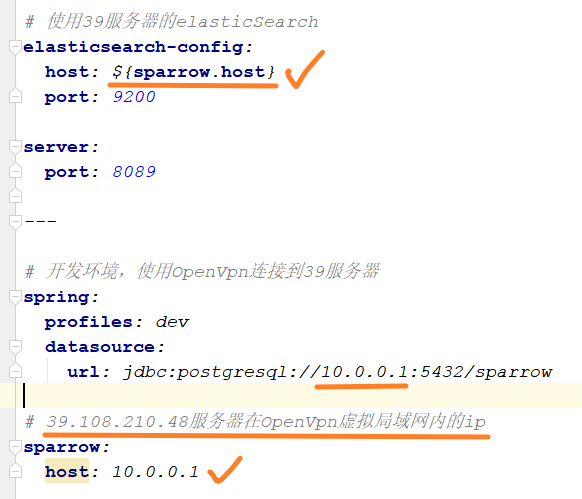 # 使用39服务器的elasticSearch
elasticsearch-config:
host: ${sparrow.host}
port: 9200
server:
port: 8089
---
# 开发环境，使用OpenVpn连接到39服务器
spring:
profiles: dev
datasource:
url: jdbc:postgresql://10.0.0.1:5432/sparrow
# 39.108.210.48服务器在OpenVpn虚拟局域网内的ip
sparrow:
host: 10.0.0.1